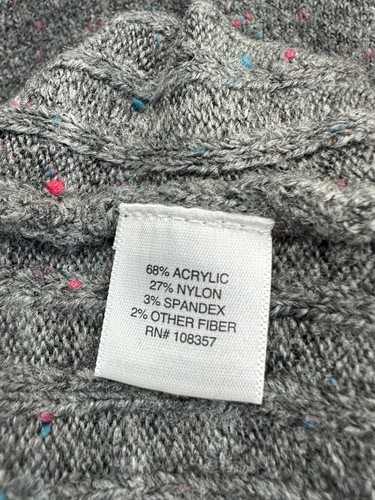 68% ACRYLIC
27% NYLON
3% SPANDEX
2% OTHER FIBER
RN# 108357